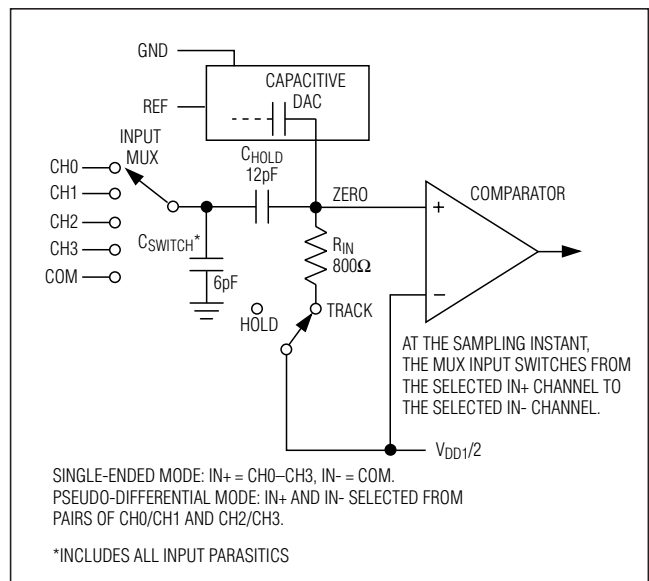 GND
CAPACITIVE
DAC
REF
INPUT
MUX
CHOLD
12pF
ZERO
COMPARATOR
CH0
CH1
CH2
CH3
COM
CSWITCH*
6pF
RIN
800Ω
+
−
HOLD
TRACK
AT THE SAMPLING INSTANT,
THE MUX INPUT SWITCHES FROM
THE SELECTED IN+ CHANNEL TO
THE SELECTED IN- CHANNEL.
VDD1/2
SINGLE-ENDED MODE: IN+ = CH0–CH3, IN- = COM.
PSEUDO-DIFFERENTIAL MODE: IN+ AND IN- SELECTED FROM
PAIRS OF CH0/CH1 AND CH2/CH3.
*INCLUDES ALL INPUT PARASITICS